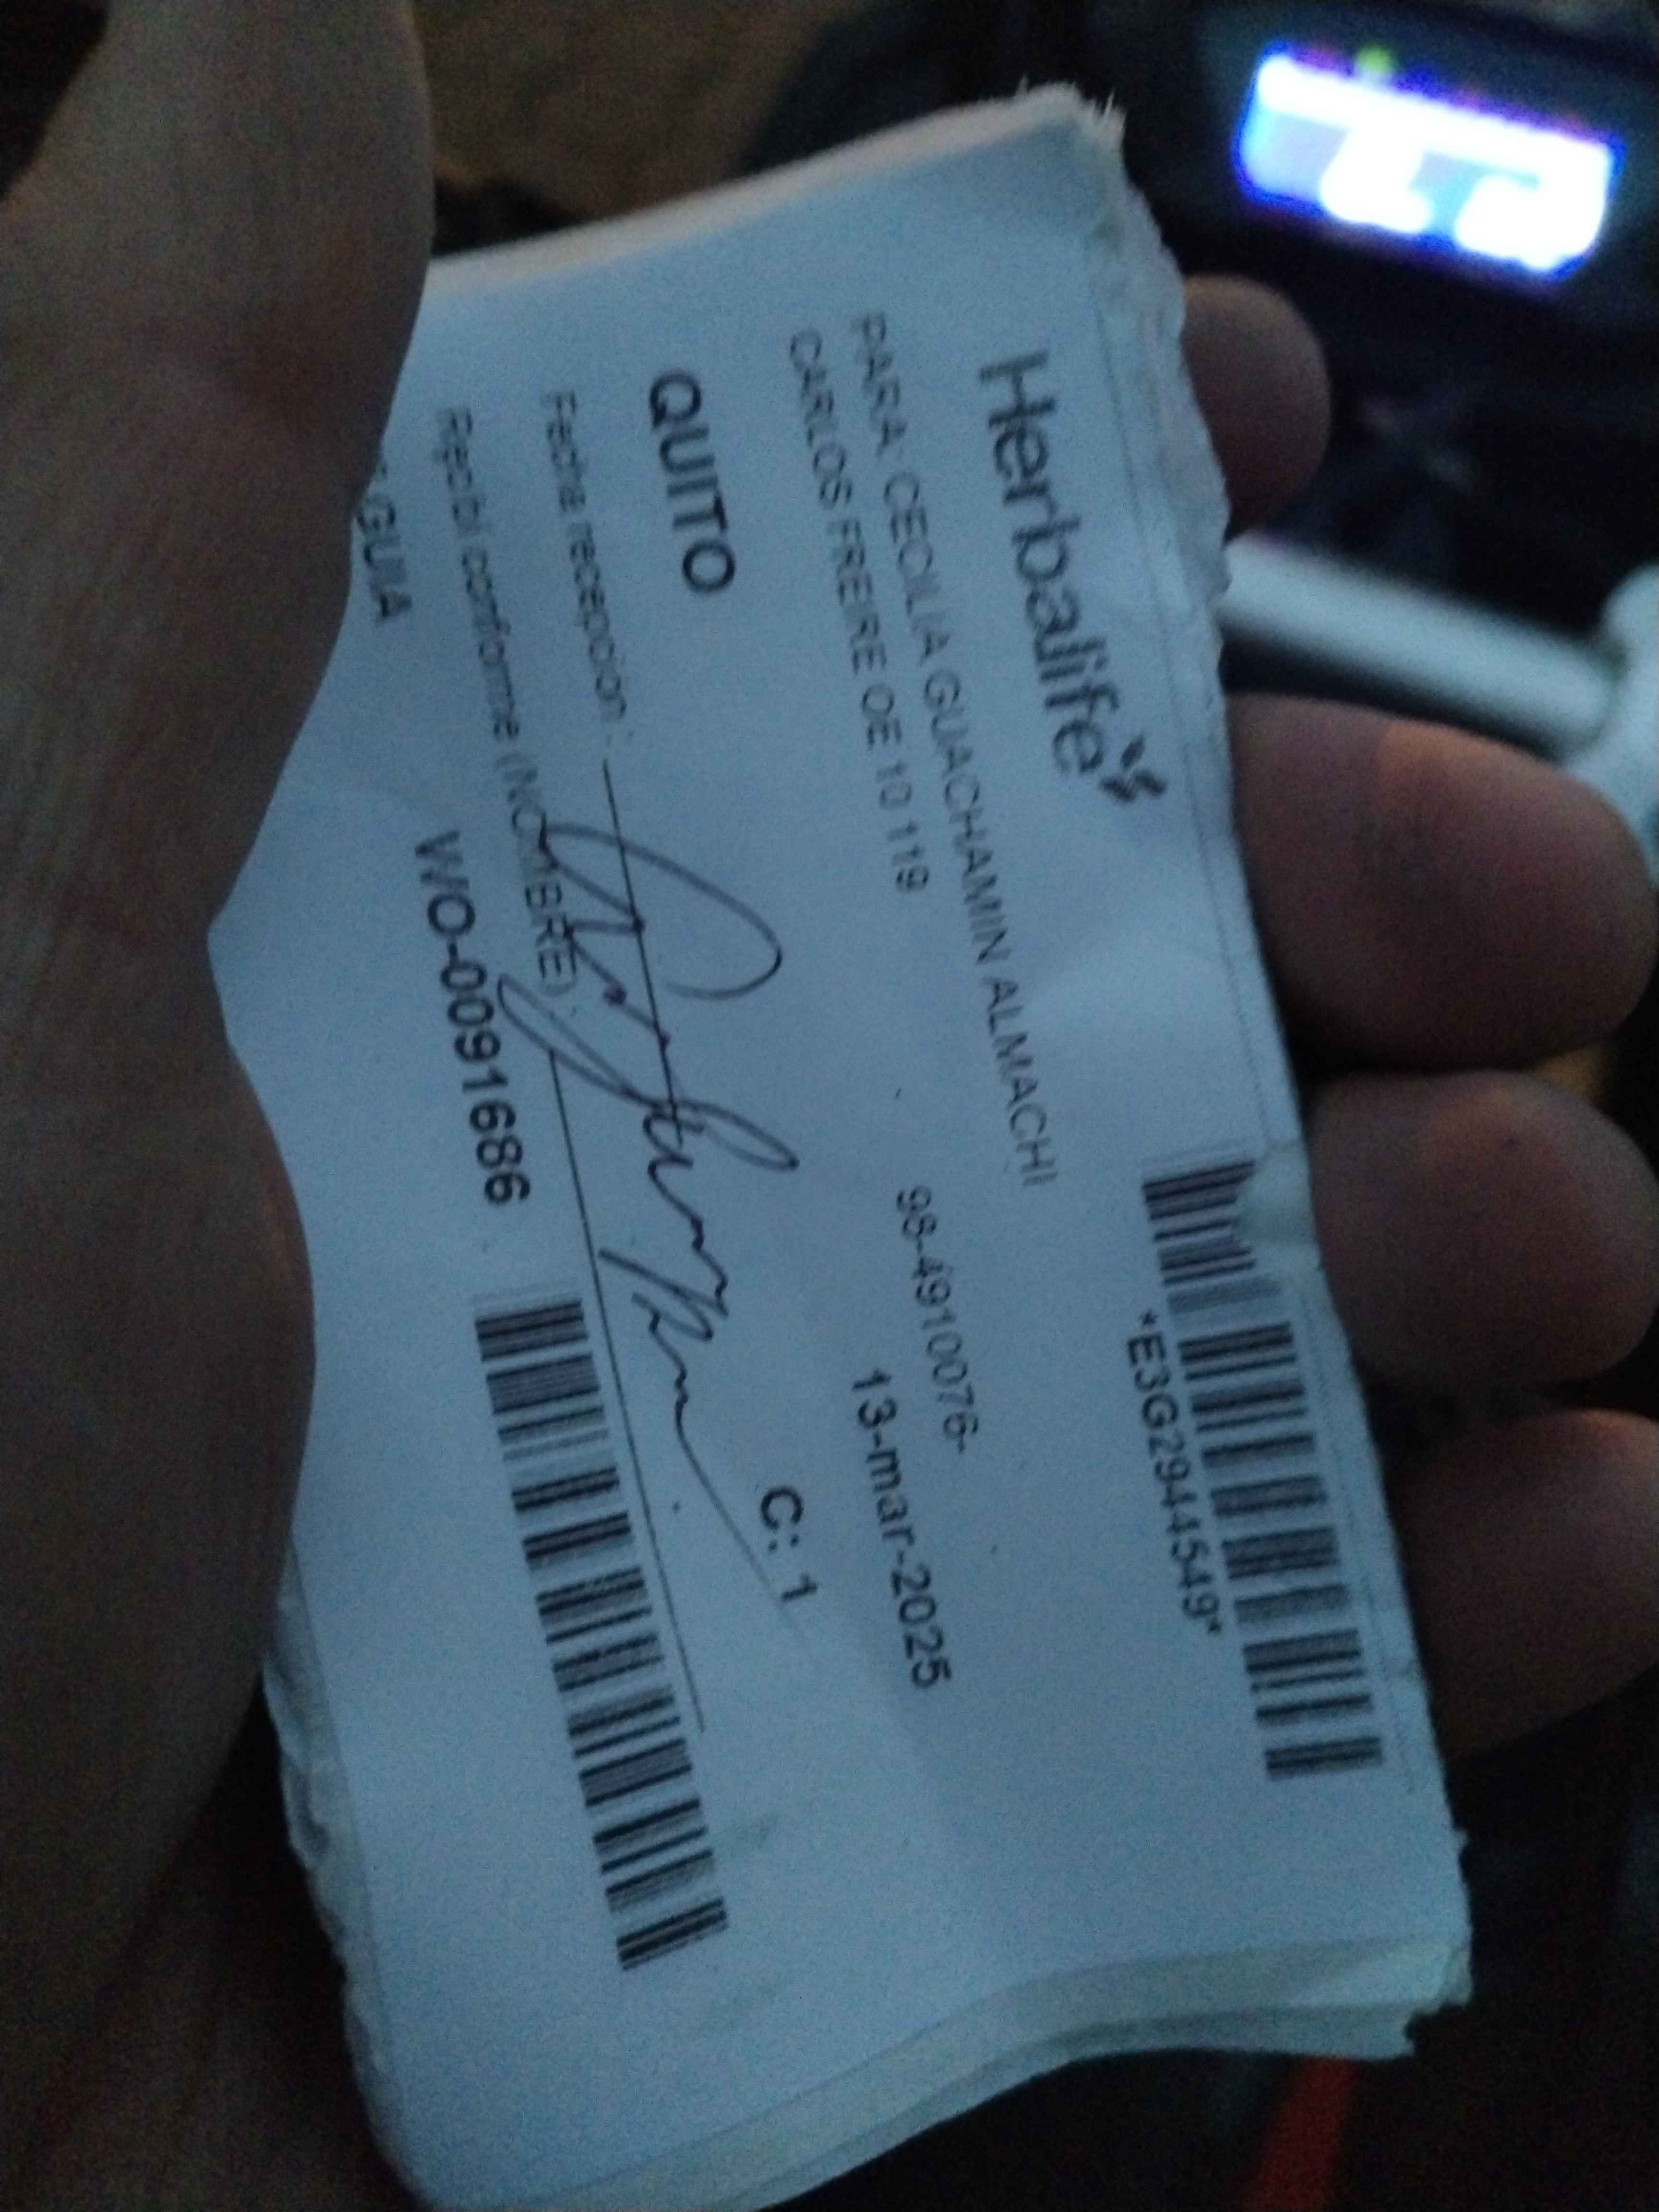 Herbalife
*E3G2944549*
PARA: CECILIA GUACHAMIN ALMACHI
CARLOS FREIRE OE 10 119
98-4910076-
13-mar-2025
QUITO
C: 1
Fecha recepcion :
Recibi conforme (NOMBRE) :
GUIA
WO-0091686